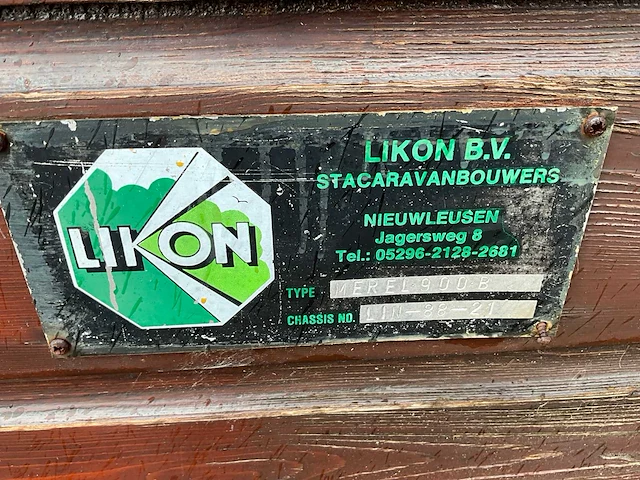 LIKON
LIKON B.V.
STACARAVANBOUWERS
NIEUWLEUSEN
Jagersweg 8
Tel.: 05296-2128-2681
TYPE MEREL 900 B
CHASSIS NO.